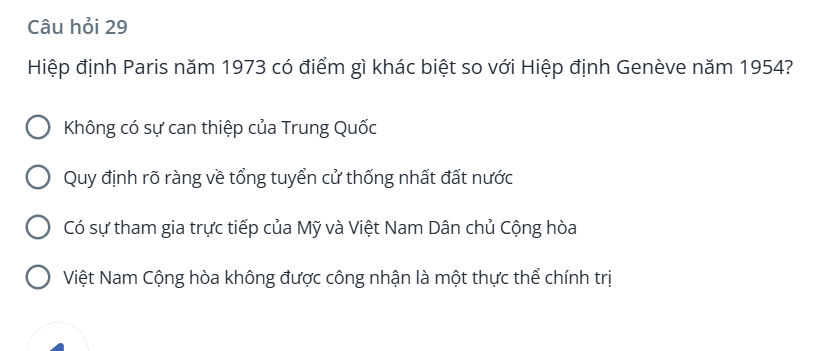 Câu hỏi 29
Hiệp định Paris năm 1973 có điểm gì khác biệt so với Hiệp định Genève năm 1954?
Không có sự can thiệp của Trung Quốc
Quy định rõ ràng về tổng tuyển cử thống nhất đất nước
Có sự tham gia trực tiếp của Mỹ và Việt Nam Dân chủ Cộng hòa
Việt Nam Cộng hòa không được công nhận là một thực thể chính trị